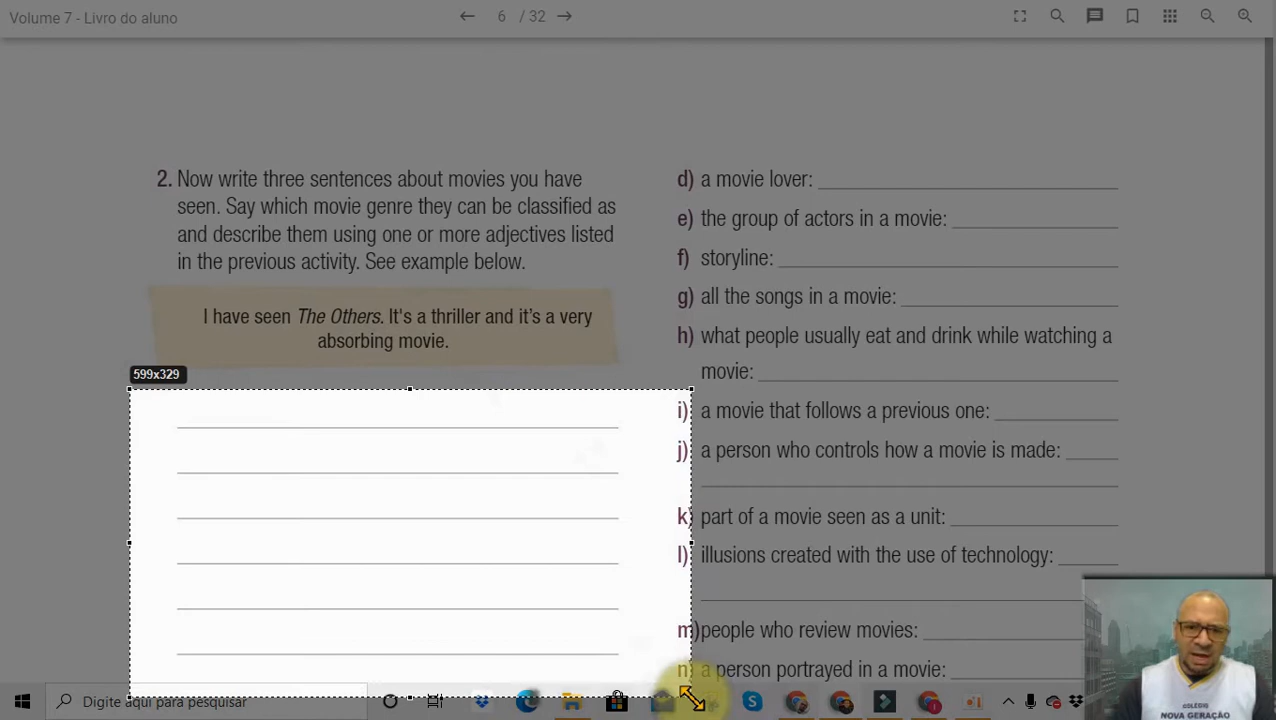 Volume 7 - Livro do aluno
6 / 32
2. Now write three sentences about movies you have
seen. Say which movie genre they can be classified as
and describe them using one or more adjectives listed
in the previous activity. See example below.
I have seen The Others. It's a thriller and it's a very
absorbing movie.
599x329
d) a movie lover:
e) the group of actors in a movie:
f) storyline:
g) all the songs in a movie:
h) what people usually eat and drink while watching a
movie:
i) a movie that follows a previous one:
j) a person who controls how a movie is made:
k) part of a movie seen as a unit:
l) illusions created with the use of technology:
m) people who review movies:
n) a person portrayed in a movie:
Digite aqui para pesquisar
COLÉGIO
NOVA GERAÇÃO